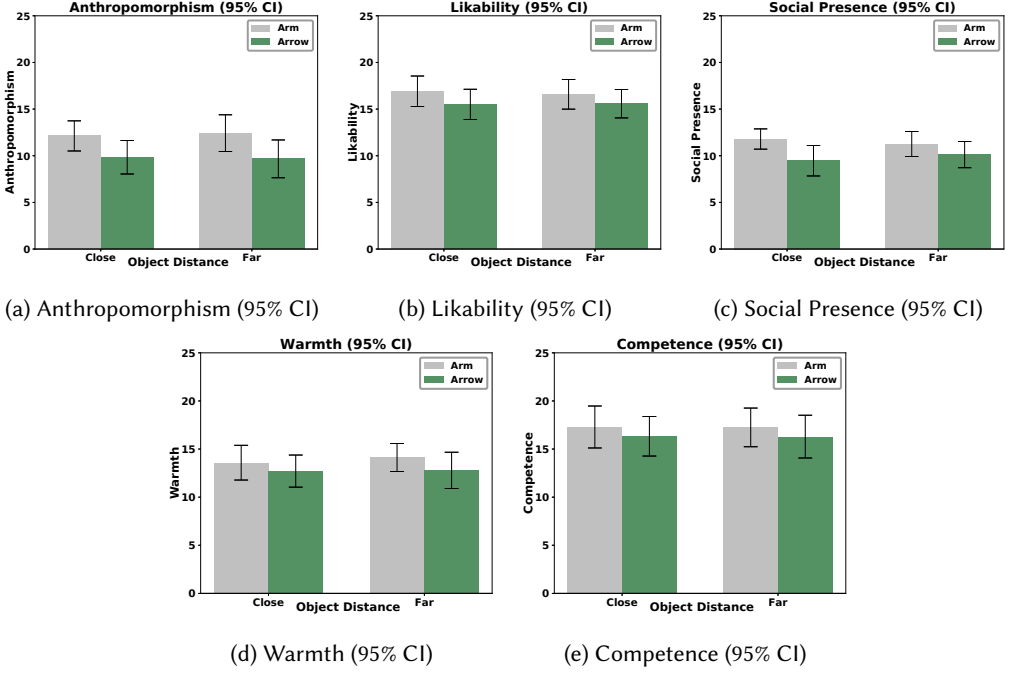 Anthropomorphism (95% CI)
25
20
15
10
5
0
Anthropomorphism
Arm
Arrow
Close
Object Distance
Far
(a) Anthropomorphism (95% CI)
Likability (95% CI)
25
20
15
10
5
0
Likability
Arm
Arrow
Close
Object Distance
Far
(b) Likability (95% CI)
Social Presence (95% CI)
25
20
15
10
5
0
Social Presence
Arm
Arrow
Close
Object Distance
Far
(c) Social Presence (95% CI)
Warmth (95% CI)
25
20
15
10
5
0
Warmth
Arm
Arrow
Close
Object Distance
Far
(d) Warmth (95% CI)
Competence (95% CI)
25
20
15
10
5
0
Competence
Arm
Arrow
Close
Object Distance
Far
(e) Competence (95% CI)